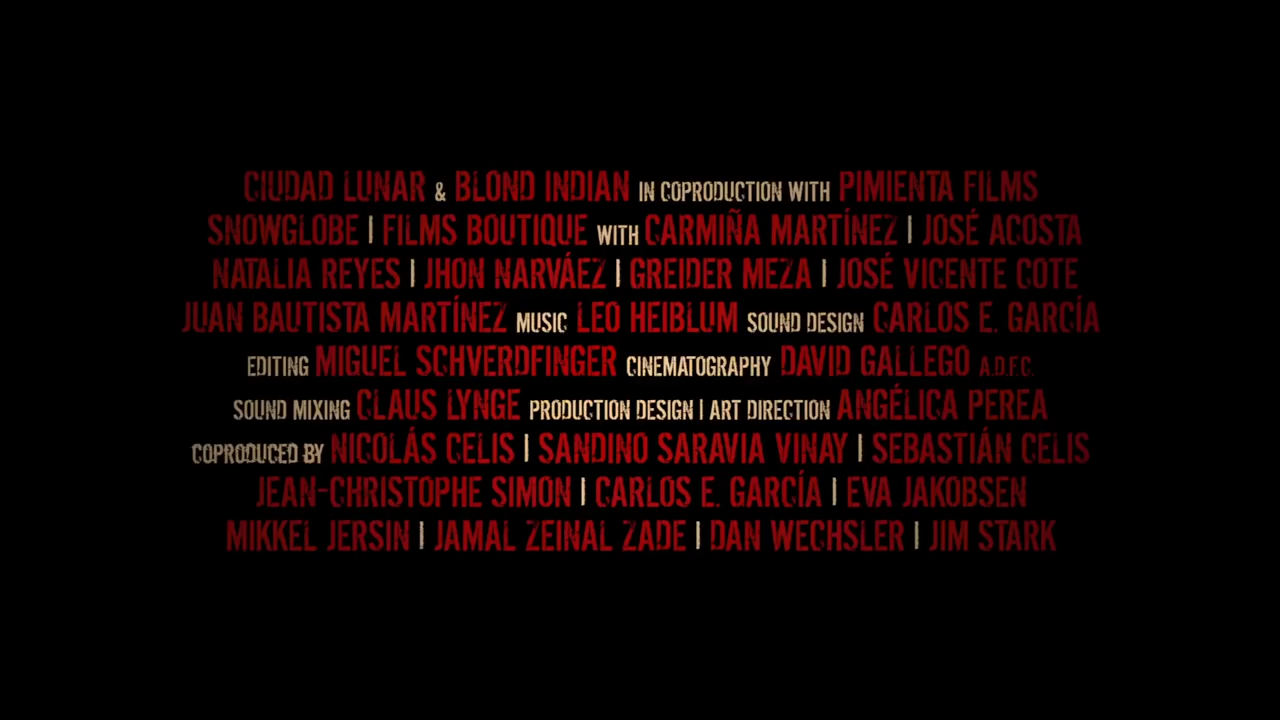 CIUDAD LUNAR & BLOND INDIAN IN COPRODUCTION WITH PIMIENTA FILMS
SNOWGLOBE | FILMS BOUTIQUE WITH CARMIÑA MARTÍNEZ | JOSÉ ACOSTA
NATALIA REYES | JHON NARVÁEZ | GREIDER MEZA | JOSÉ VICENTE COTE
JUAN BAUTISTA MARTÍNEZ MUSIC LEO HEIBLUM SOUND DESIGN CARLOS E. GARCÍA
EDITING MIGUEL SCHVERDFINGER CINEMATOGRAPHY DAVID GALLEGO A.D.F.C.
SOUND MIXING CLAUS LYNGE PRODUCTION DESIGN | ART DIRECTION ANGÉLICA PEREA
COPRODUCED BY NICOLÁS CELIS | SANDINO SARAVIA VINAY | SEBASTIÁN CELIS
JEAN-CHRISTOPHE SIMON | CARLOS E. GARCÍA | EVA JAKOBSEN
MIKKEL JERSIN | JAMAL ZEINAL ZADE | DAN WECHSLER | JIM STARK